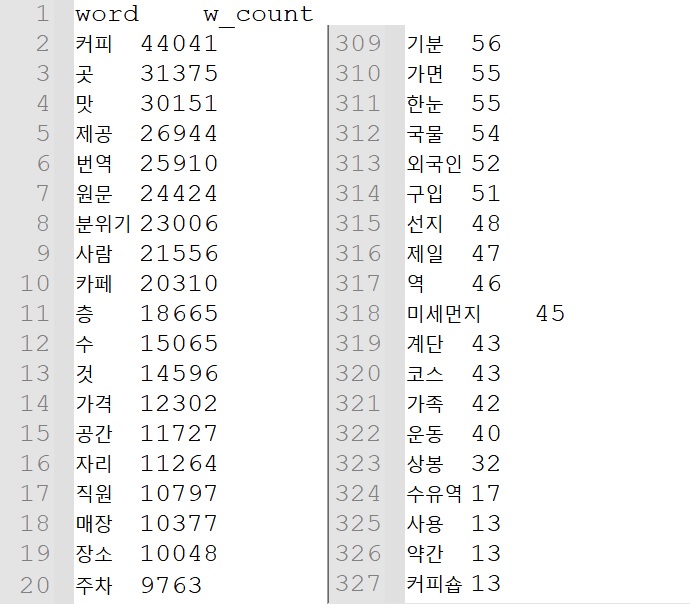 1 word w_count
2 커피 44041
3 곳 31375
4 맛 30151
5 제공 26944
6 번역 25910
7 원문 24424
8 분위기 23006
9 사람 21556
10 카페 20310
11 층 18665
12 수 15065
13 것 14596
14 가격 12302
15 공간 11727
16 자리 11264
17 직원 10797
18 매장 10377
19 장소 10048
20 주차 9763
309 기분 56
310 가면 55
311 한눈 55
312 국물 54
313 외국인 52
314 구입 51
315 선지 48
316 제일 47
317 역 46
318 미세먼지 45
319 계단 43
320 코스 43
321 가족 42
322 운동 40
323 상봉 32
324 수유역 17
325 사용 13
326 약간 13
327 커피숍 13